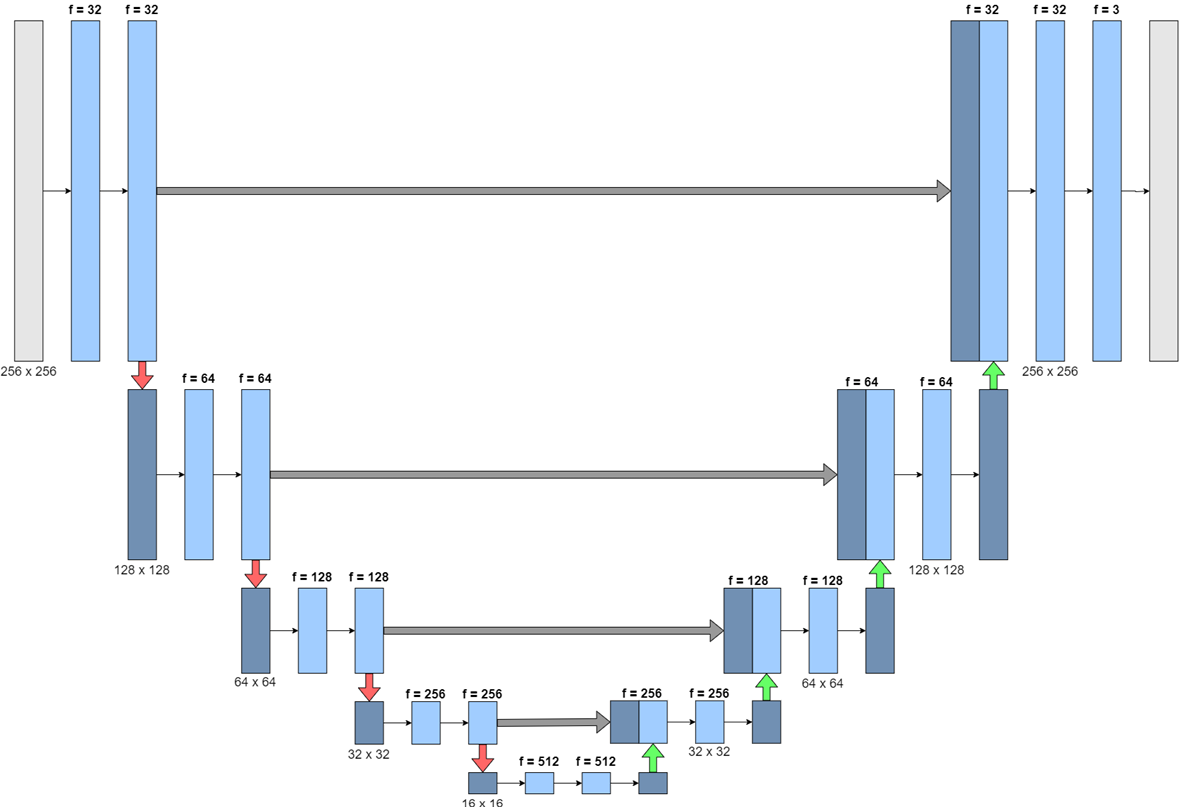 f = 32
f = 32
f = 32
f = 32
f = 3
256 x 256
256 x 256
f = 64
f = 64
f = 64
f = 64
128 x 128
128 x 128
f = 128
f = 128
f = 128
f = 128
64 x 64
64 x 64
f = 256
f = 256
f = 256
f = 256
32 x 32
32 x 32
f = 512
f = 512
16 x 16